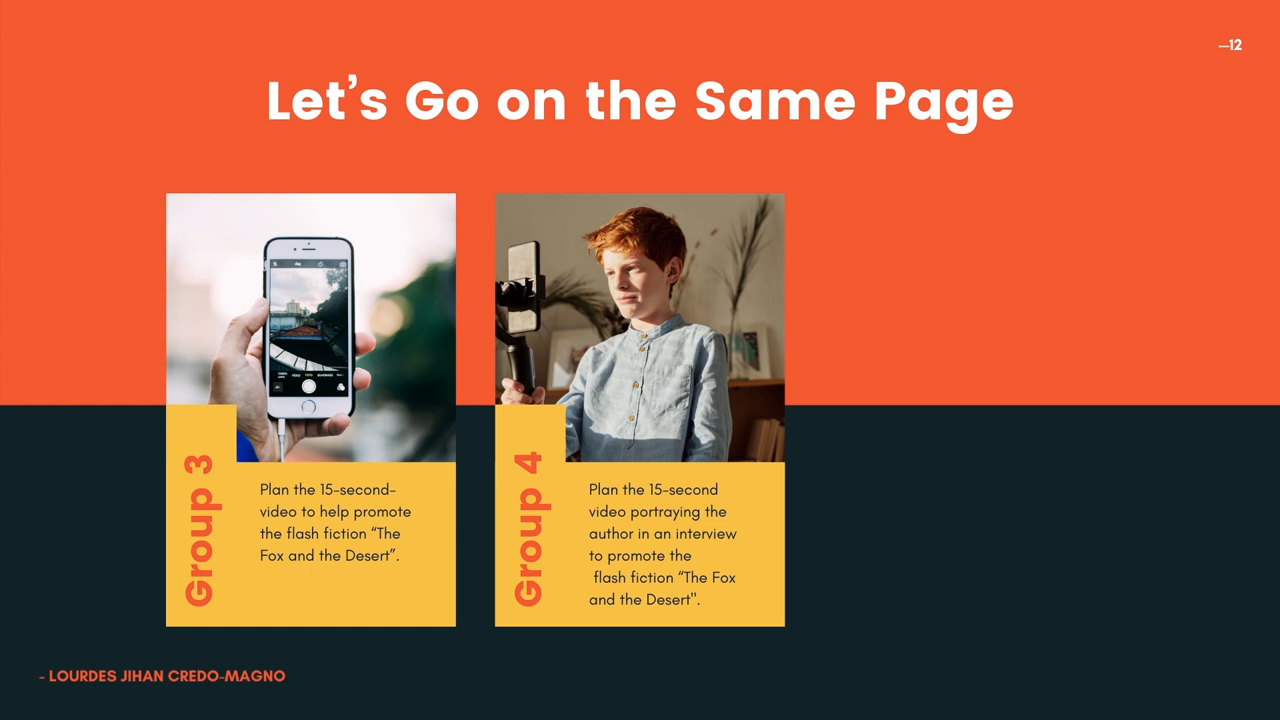 —12
Let’s Go on the Same Page
Group 3
Plan the 15-second-
video to help promote
the flash fiction “The
Fox and the Desert”.
Group 4
Plan the 15-second
video portraying the
author in an interview
to promote the
flash fiction “The Fox
and the Desert".
- LOURDES JIHAN CREDO-MAGNO